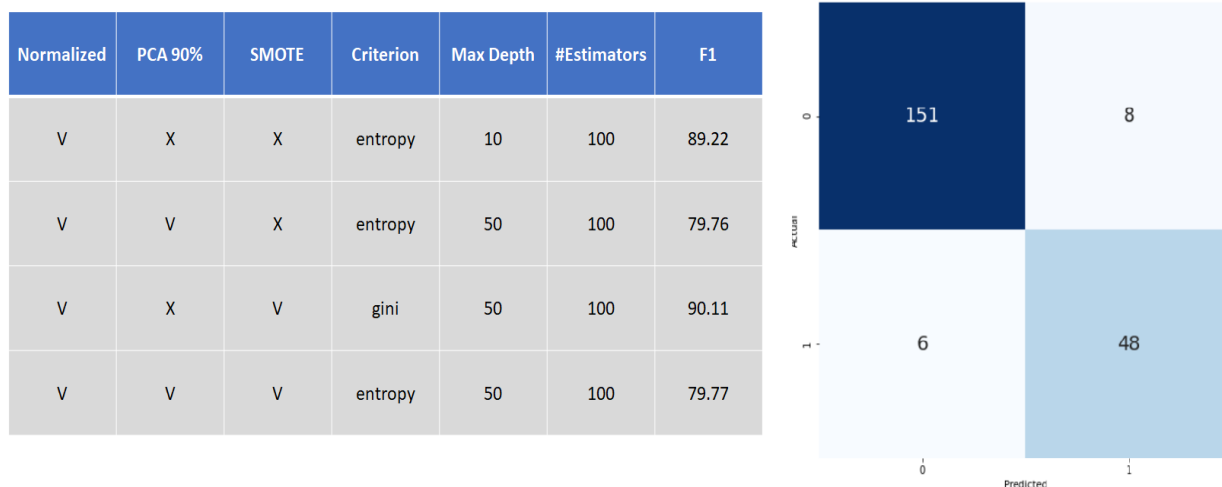 Normalized PCA 90% SMOTE Criterion Max Depth #Estimators F1
V X X entropy 10 100 89.22
V V X entropy 50 100 79.76
V X V gini 50 100 90.11
V V V entropy 50 100 79.77
0 151 8
Actual
1 6 48
0 1
Predicted